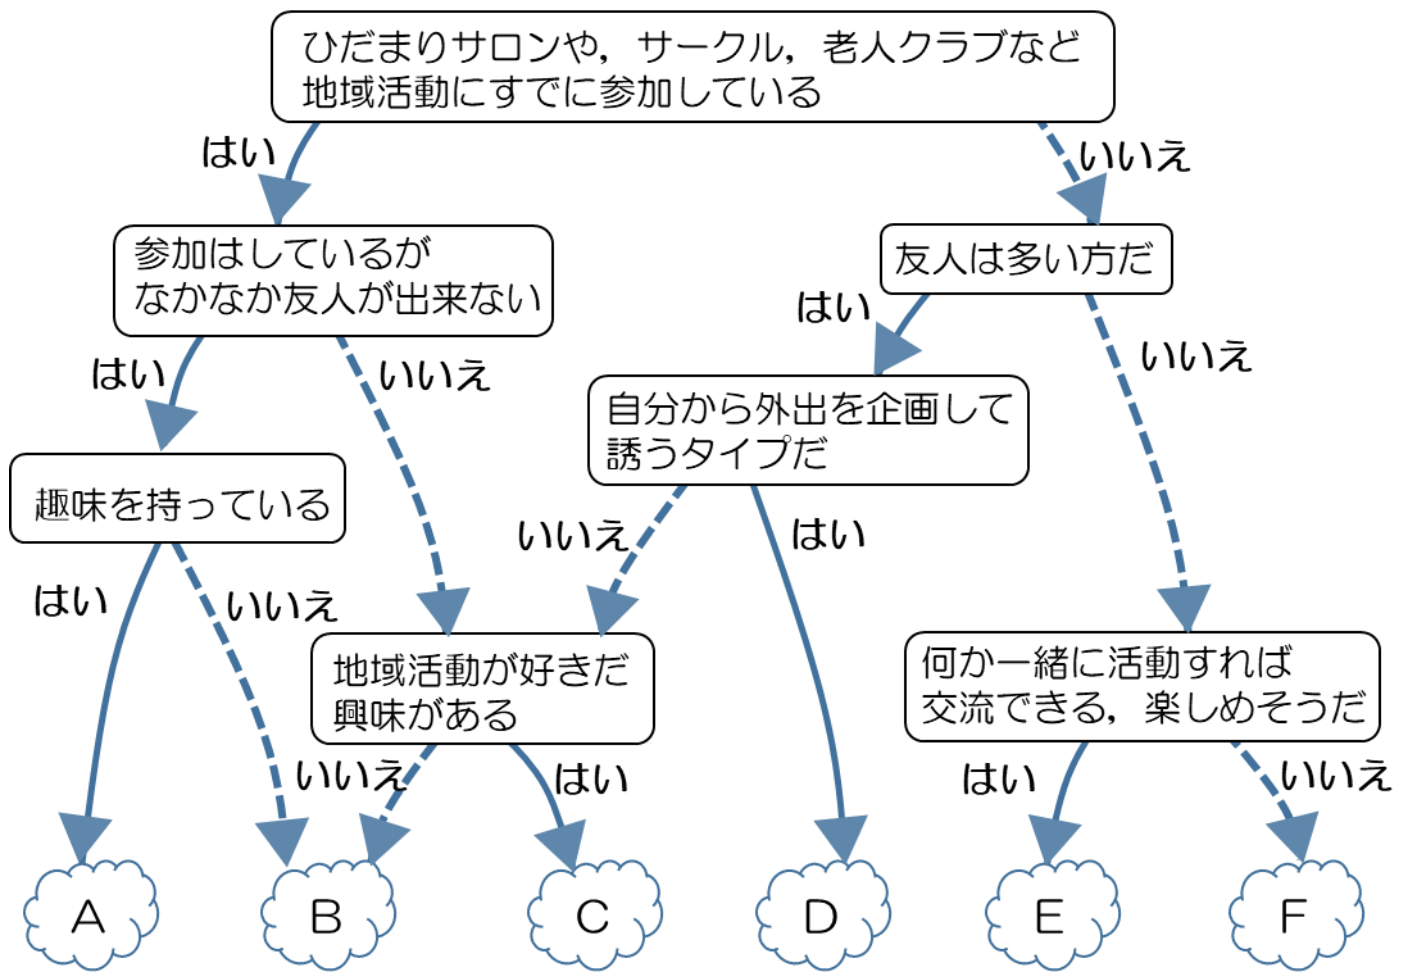 ひだまりサロンや，サークル，老人クラブなど
地域活動にすでに参加している
はい
いいえ
参加はしているが
なかなか友人が出来ない
友人は多い方だ
はい
いいえ
はい
いいえ
自分から外出を企画して
誘うタイプだ
趣味を持っている
いいえ
はい
はい
いいえ
地域活動が好きだ
興味がある
何か一緒に活動すれば
交流できる，楽しめそうだ
いいえ
はい
はい
いいえ
A
B
C
D
E
F